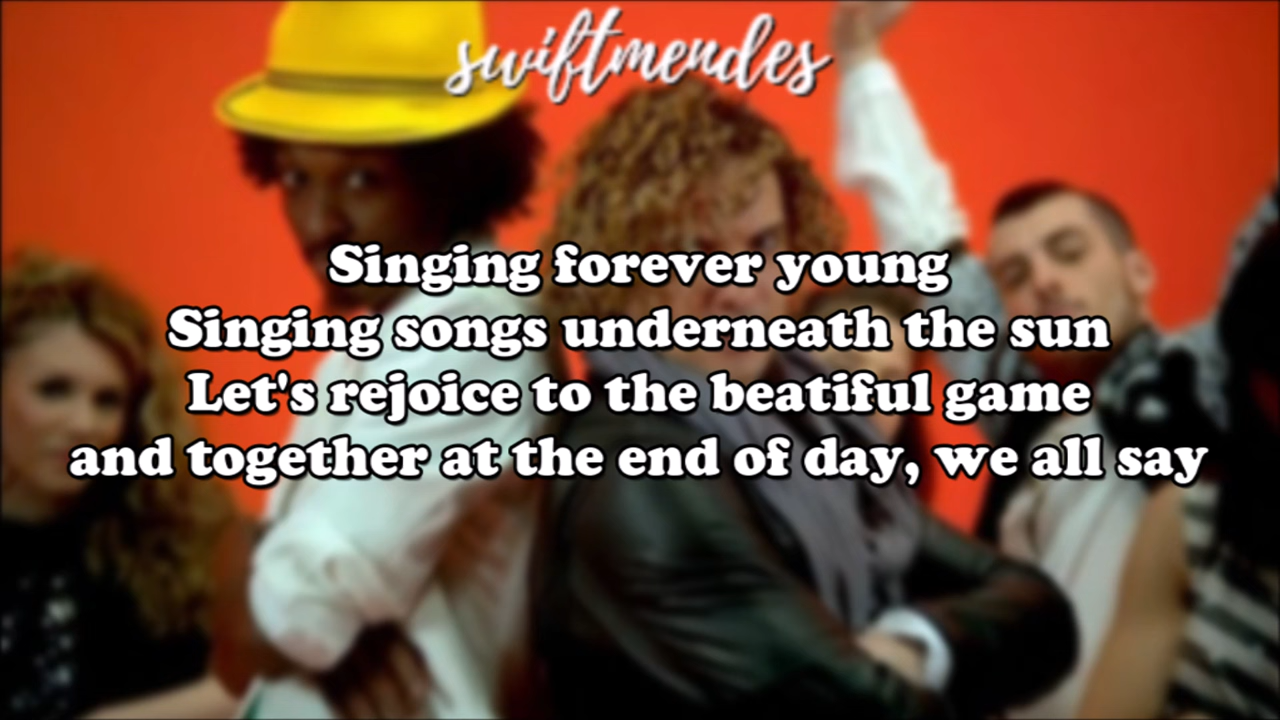 swiftmendes
Singing forever young
Singing songs underneath the sun
Let's rejoice to the beatiful game
and together at the end of day, we all say